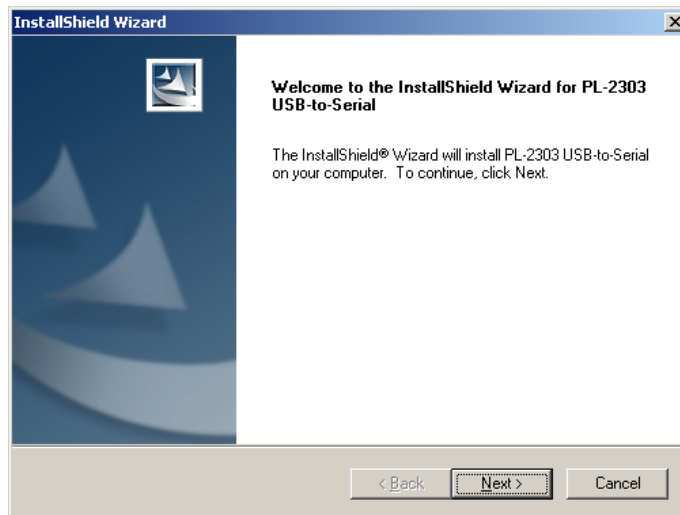 InstallShield Wizard
Welcome to the InstallShield Wizard for PL-2303
USB-to-Serial
The InstallShield® Wizard will install PL-2303 USB-to-Serial
on your computer.  To continue, click Next.
< Back
Next >
Cancel